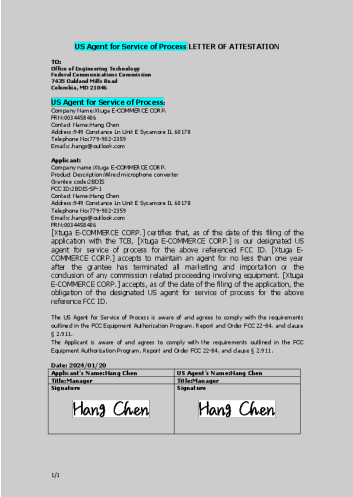 US Agent for Service of Process LETTER OF ATTESTATION
TO:
Office of Engineering Technology
Federal Communications Commission
7435 Oakland Mills Road
Columbia, MD 21046
US Agent for Service of Process:
Company Name:Xtuga E-COMMERCE CORP.
FRN:0034458406
Contact Name:Hang Chen
Address:949 Constance Ln Unit E Sycamore IL 60178
Telephone No:779-902-2359
Emails:.hangs@outlook.com
Applicant:
Company name :Xtuga E-COMMERCE CORP.
Product Description:Wired microphone converter
Grantee code:2BDIS
FCC ID:2BDIS-SF-1
Contact Name:Hang Chen
Address:949 Constance Ln Unit E Sycamore IL 60178
Telephone No:779-902-2359
Emails:.hangs@outlook.com
FRN:0034458406
[Xtuga E-COMMERCE CORP.] certifies that, as of the date of this filing of the
application with the TCB, [Xtuga E-COMMERCE CORP.] is our designated US
agent for service of process for the above referenced FCC ID. [Xtuga E-
COMMERCE CORP.] accepts to maintain an agent for no less than one year
after the grantee has terminated all marketing and importation or the
conclusion of any commission related proceeding involving equipment. [Xtuga
E-COMMERCE CORP.] accepts, as of the date of the filing of the application, the
obligation of the designated US agent for service of process for the above
reference FCC ID.
The US Agent for Service of Process is aware of and agrees to comply with the requirements
outlined in the FCC Equipment Authorization Program, Report and Order FCC 22-84. and clause
§ 2.911.
The Applicant is aware of and agrees to comply with the requirements outlined in the FCC
Equipment Authorization Program, Report and Order FCC 22-84. and clause § 2.911.
Date: 2024/01/20
Applicant's Name:Hang Chen US Agent's Name:Hang Chen
Title:Manager Title:Manager
Signature Signature
Hang Chen Hang Chen
1/1